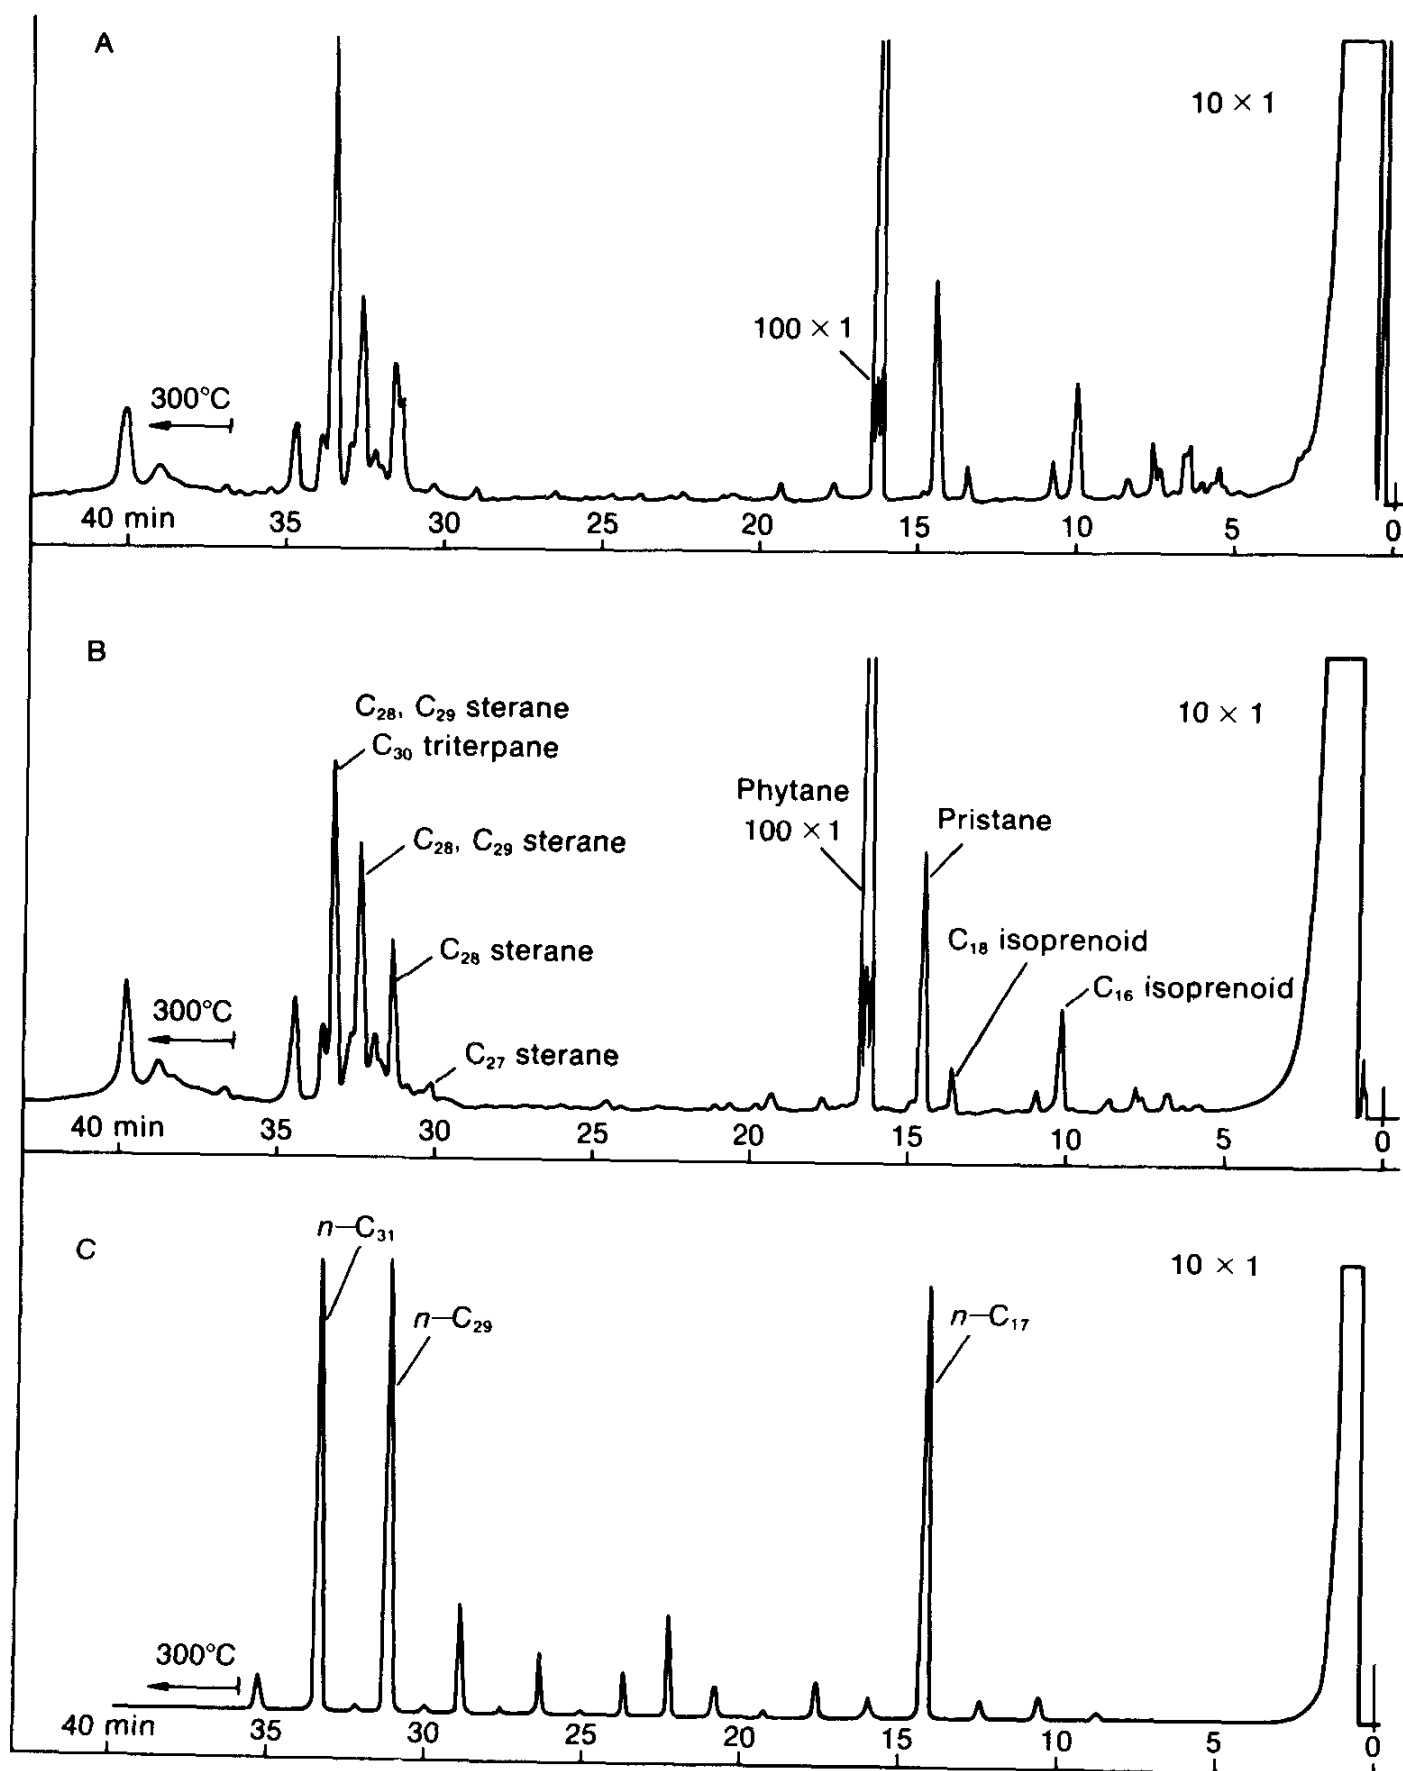 A
10 × 1
100 × 1
300°C
40 min 35 30 25 20 15 10 5 0
B
C₂₈, C₂₉ sterane
C₃₀ triterpane
10 × 1
Phytane
100 × 1
Pristane
C₂₈, C₂₉ sterane
C₁₈ isoprenoid
C₂₈ sterane
C₁₆ isoprenoid
300°C
C₂₇ sterane
40 min 35 30 25 20 15 10 5 0
C
n–C₃₁
10 × 1
n–C₂₉
n–C₁₇
300°C
40 min 35 30 25 20 15 10 5 0